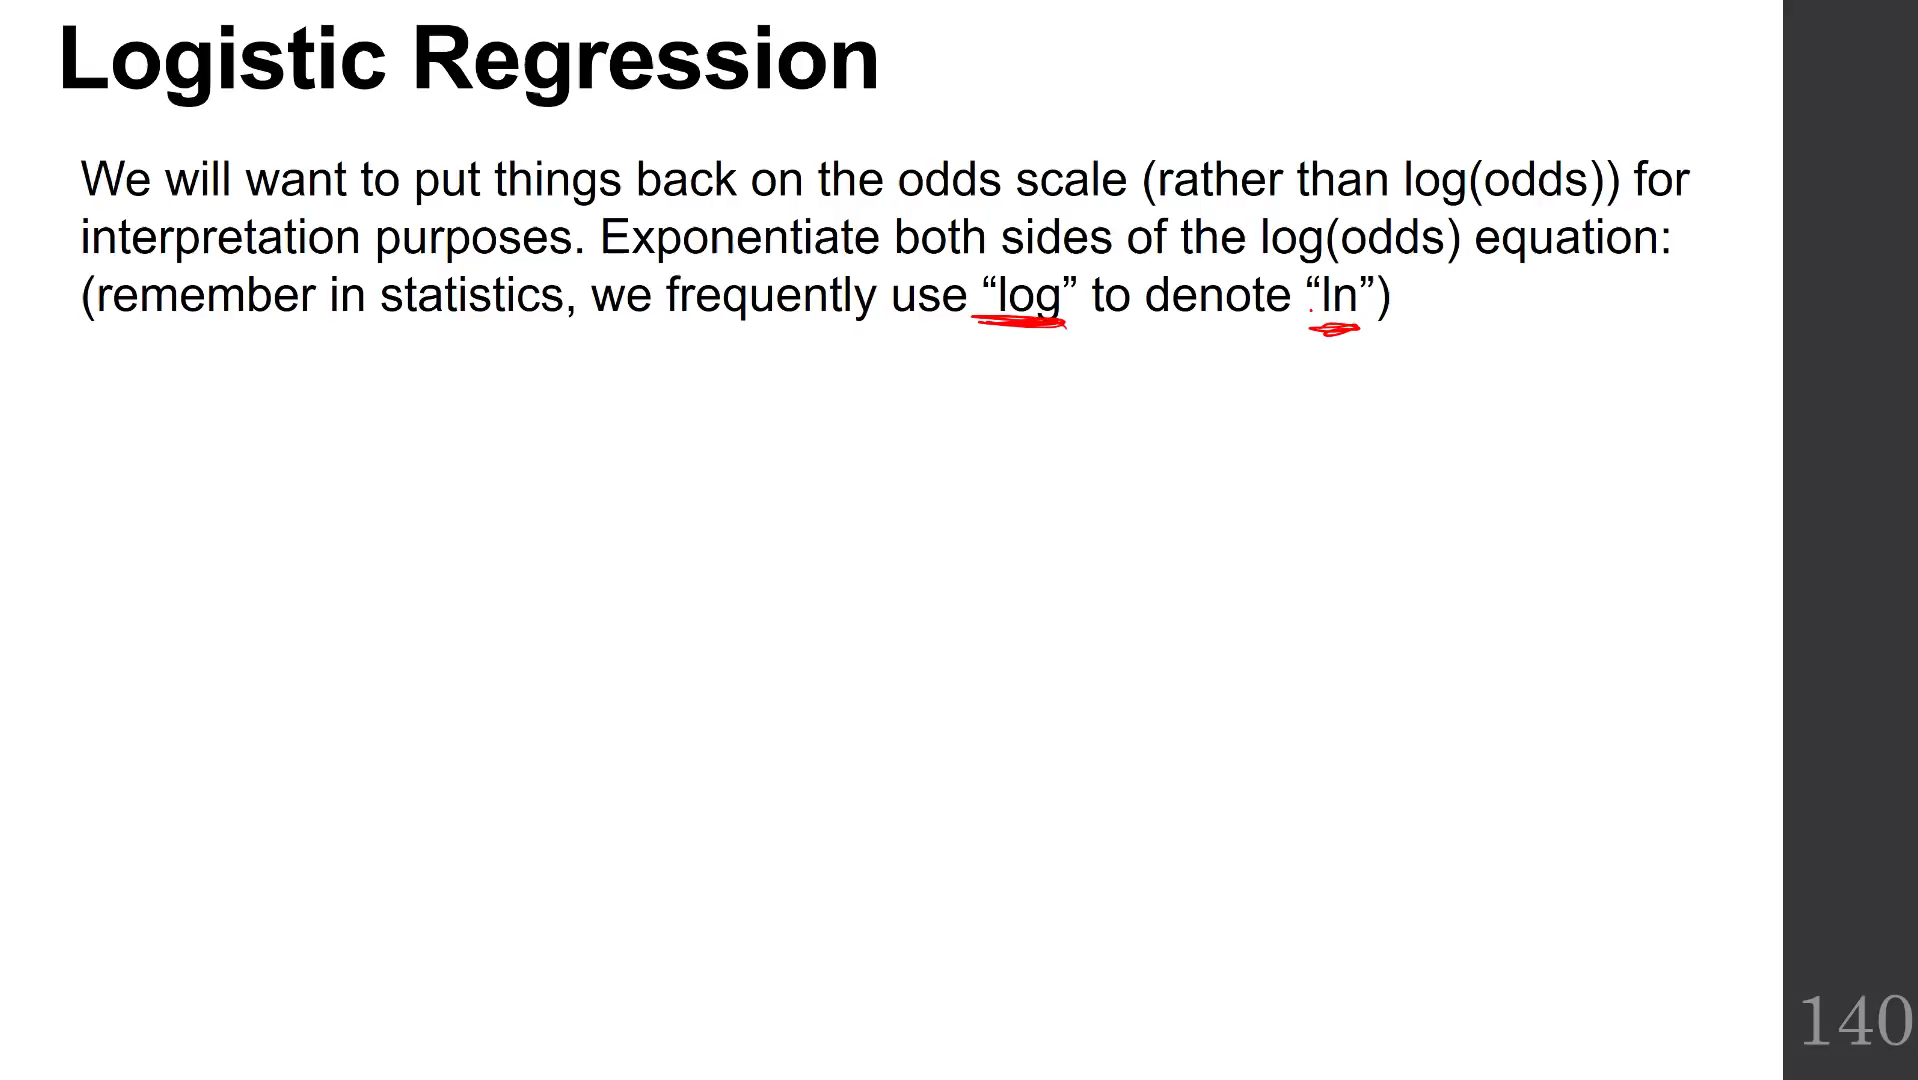 Logistic Regression
We will want to put things back on the odds scale (rather than log(odds)) for
interpretation purposes. Exponentiate both sides of the log(odds) equation:
(remember in statistics, we frequently use “log” to denote “ln”)
140